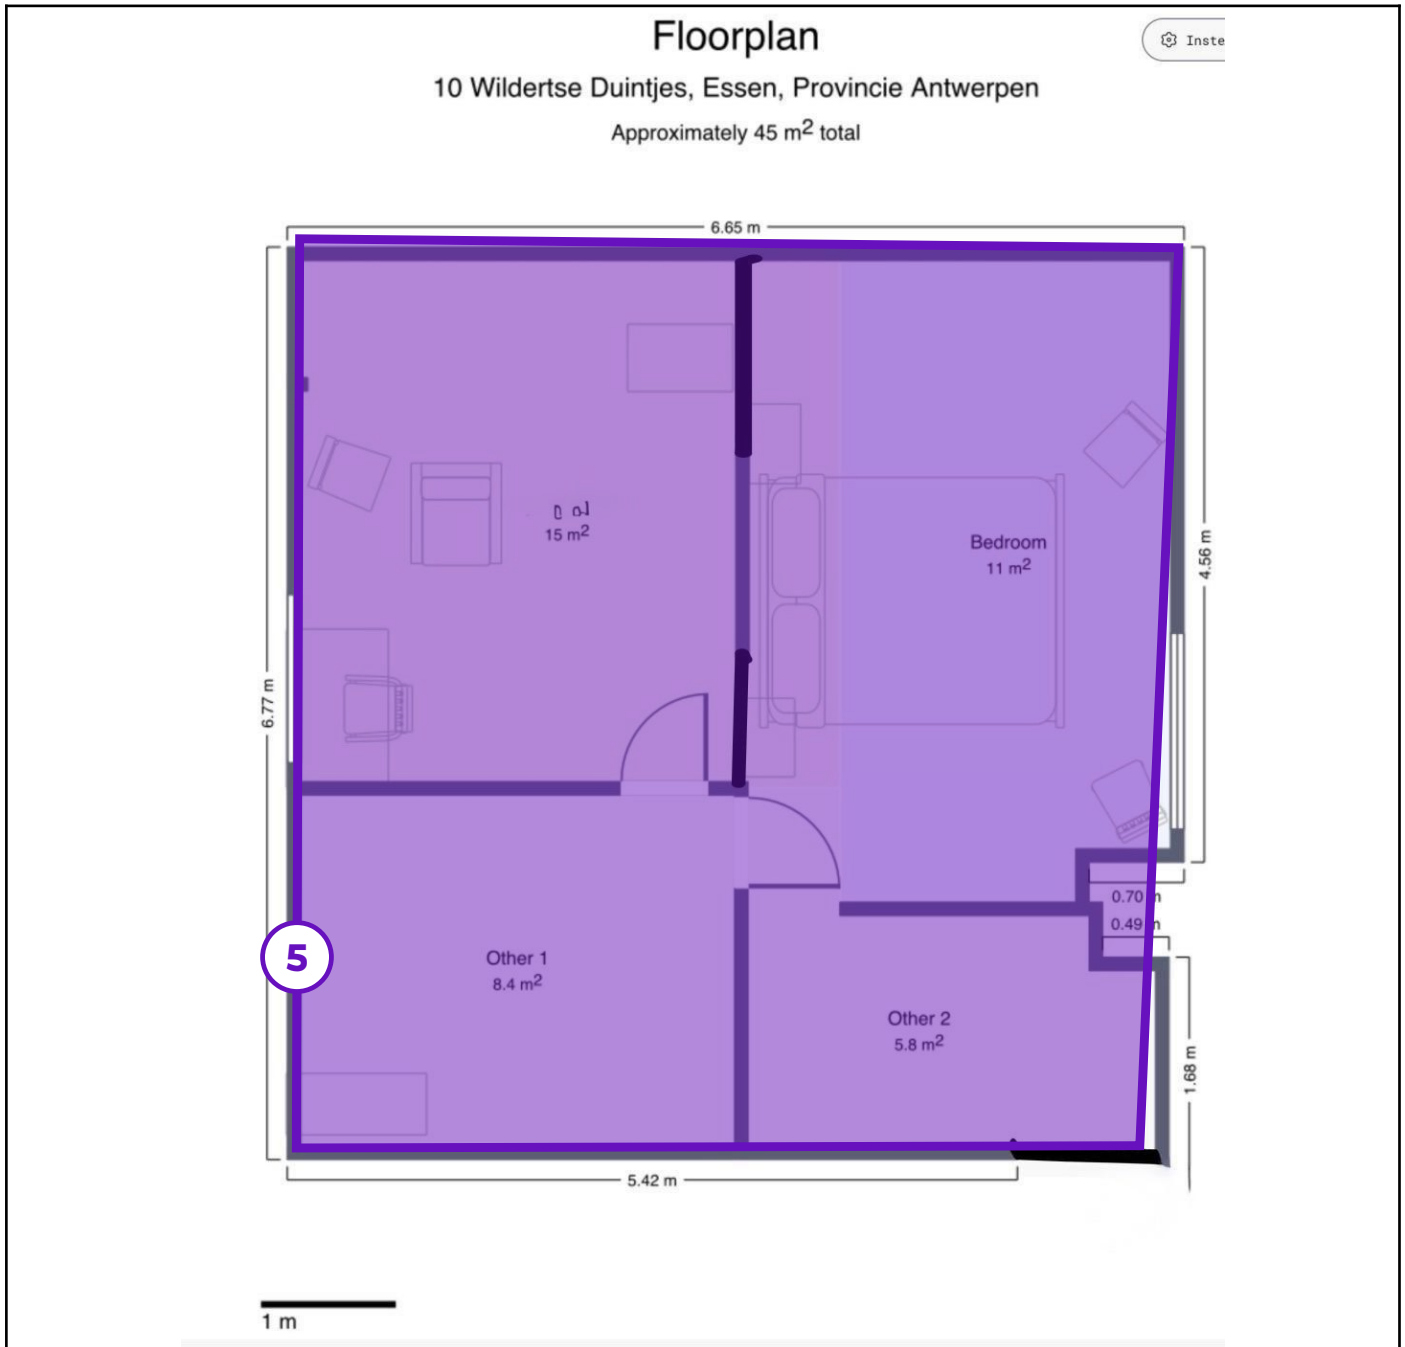 Floorplan
Inste
10 Wildertse Duintjes, Essen, Provincie Antwerpen
Approximately 45 m² total
6.65 m
15 m²
Bedroom
11 m²
4.56 m
6.77 m
0.70 m
0.49 m
5
Other 1
8.4 m²
Other 2
5.8 m²
1.68 m
5.42 m
1 m